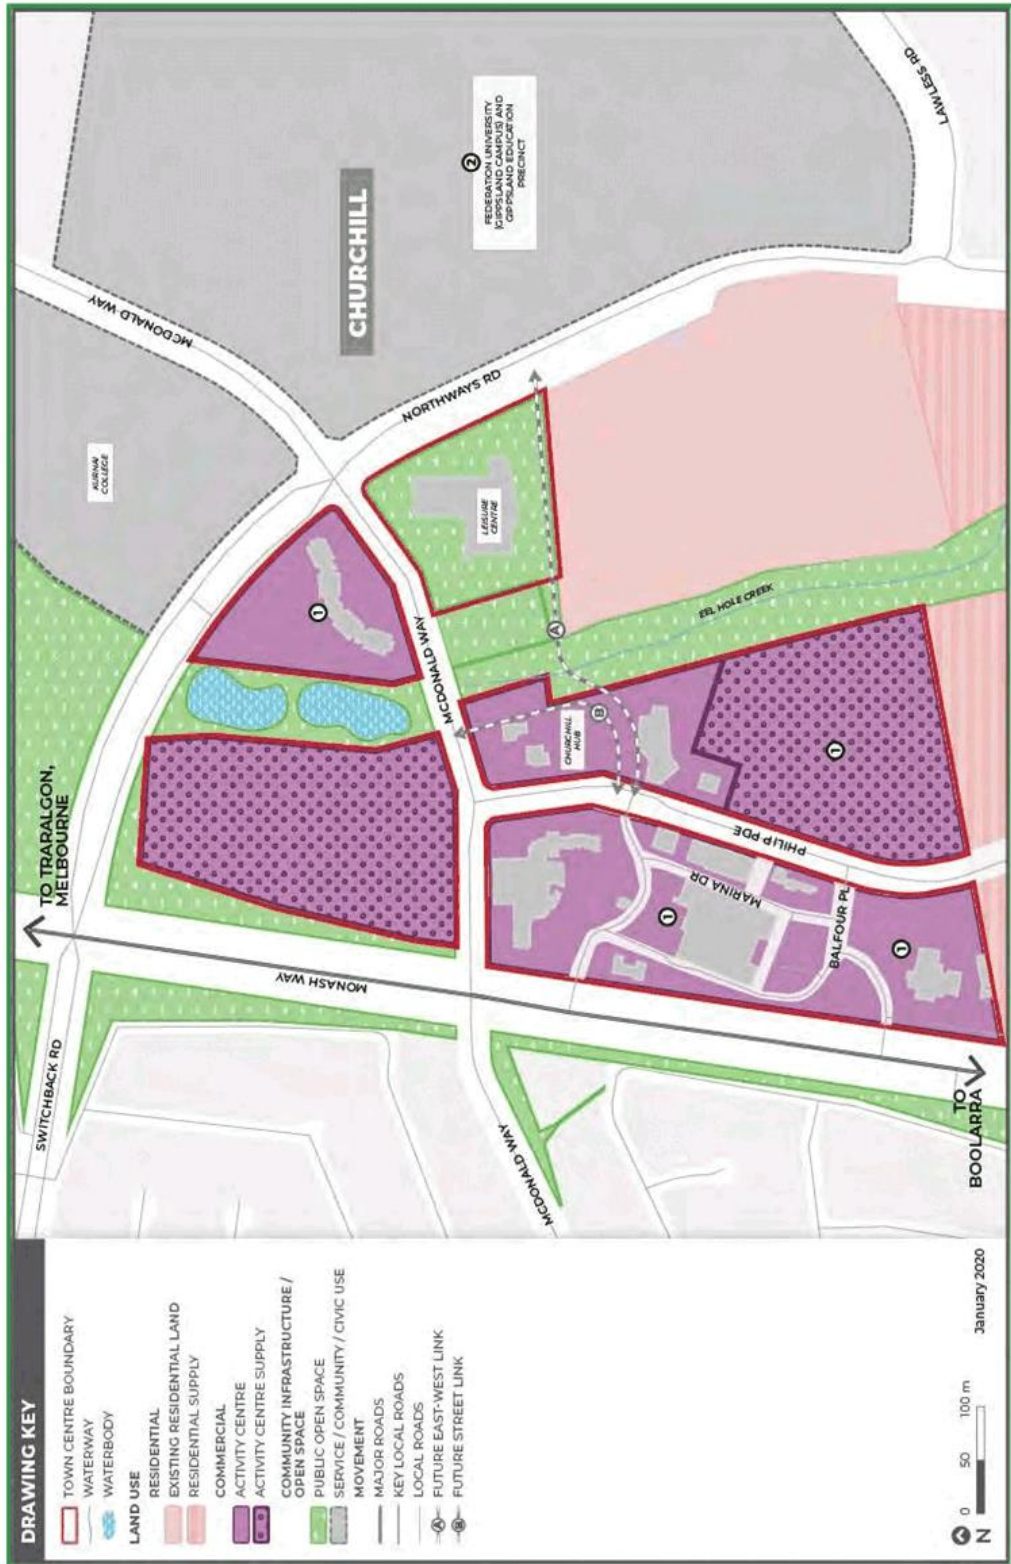 DRAWING KEY
TOWN CENTRE BOUNDARY
WATERWAY
WATERBODY
LAND USE
RESIDENTIAL
EXISTING RESIDENTIAL LAND
RESIDENTIAL SUPPLY
COMMERCIAL
ACTIVITY CENTRE
ACTIVITY CENTRE SUPPLY
COMMUNITY INFRASTRUCTURE /
OPEN SPACE
PUBLIC OPEN SPACE
SERVICE / COMMUNITY / CIVIC USE
MOVEMENT
MAJOR ROADS
KEY LOCAL ROADS
LOCAL ROADS
A FUTURE EAST-WEST LINK
B FUTURE STREET LINK
N
0 50 100 m
January 2020
SWITCHBACK RD
TO TRARALGON,
MELBOURNE
MONASH WAY
MCDONALD WAY
TO
BOOLARRA
KURNAI
COLLEGE
MCDONALD WAY
CHURCHILL
2
FEDERATION UNIVERSITY
(GIPPSLAND CAMPUS) AND
GIPPSLAND EDUCATION
PRECINCT
LAWLESS RD
NORTHWAYS RD
LEISURE
CENTRE
1
MCDONALD WAY
A
EEL HOLE CREEK
B
CHURCHILL
HUB
1
PHILIP PDE
MARINA DR
1
BALFOUR PL
1